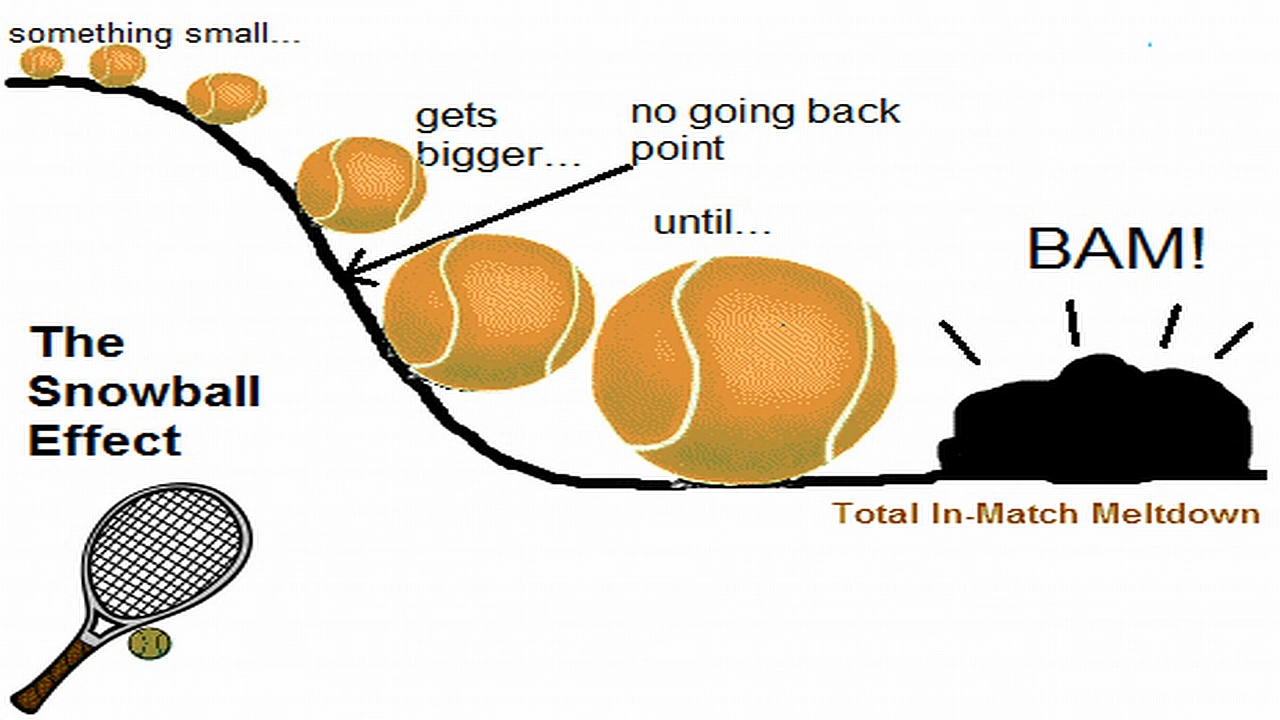 something small...
gets
bigger...
no going back
point
until...
BAM!
The
Snowball
Effect
Total In-Match Meltdown